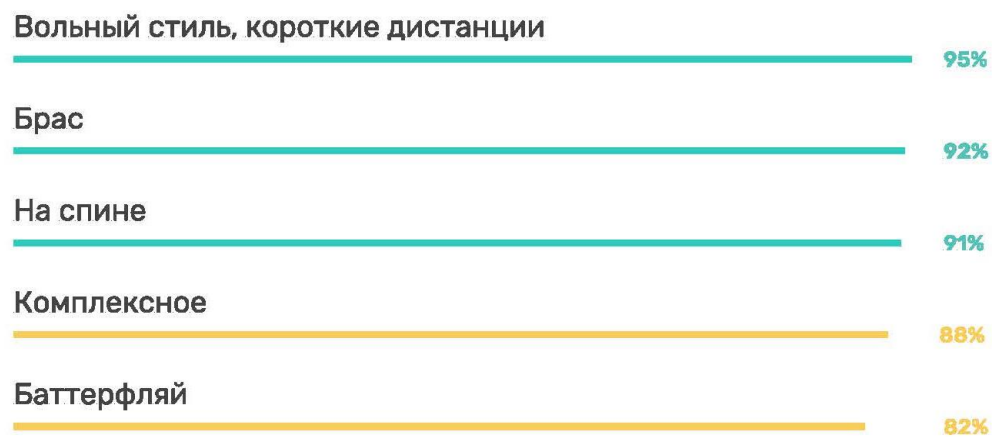 Вольный стиль, короткие дистанции
95%
Брас
92%
На спине
91%
Комплексное
88%
Баттерфляй
82%